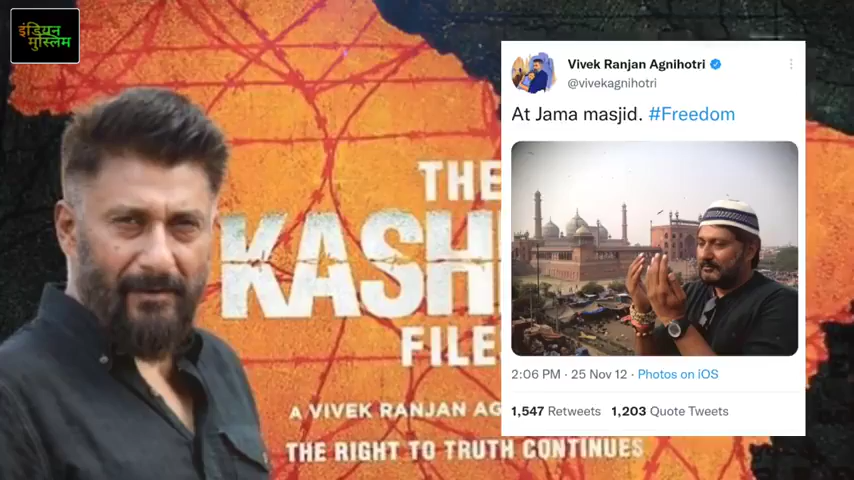 इंडियन
मुस्लिम
THE
KASH
FILE
A VIVEK RANJAN AG
THE RIGHT TO TRUTH CONTINUES
Vivek Ranjan Agnihotri
@vivekagnihotri
At Jama masjid. #Freedom
2:06 PM · 25 Nov 12 · Photos on iOS
1,547 Retweets 1,203 Quote Tweets